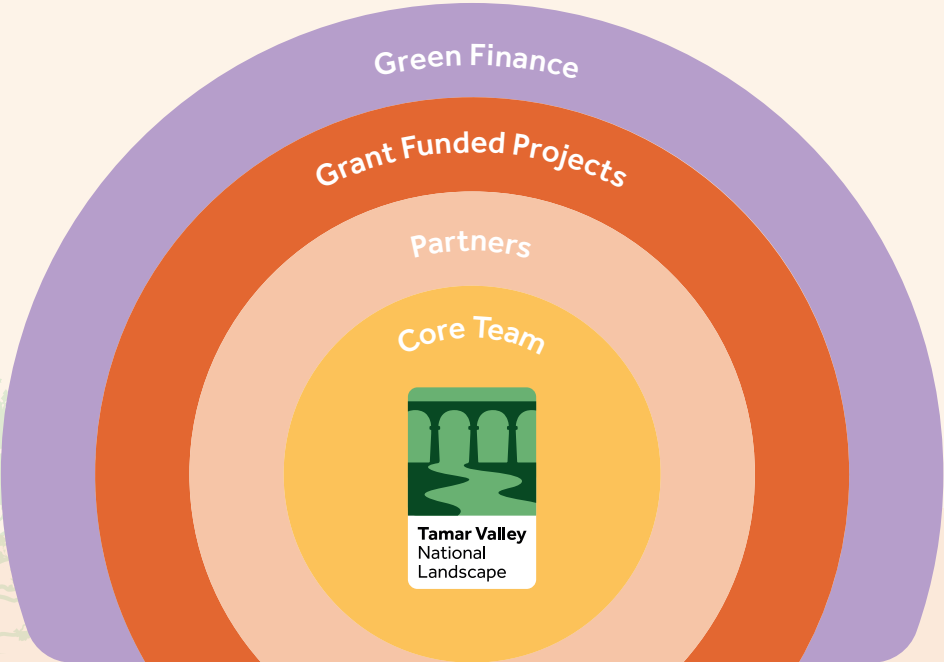 Green Finance
Grant Funded Projects
Partners
Core Team
Tamar Valley
National
Landscape